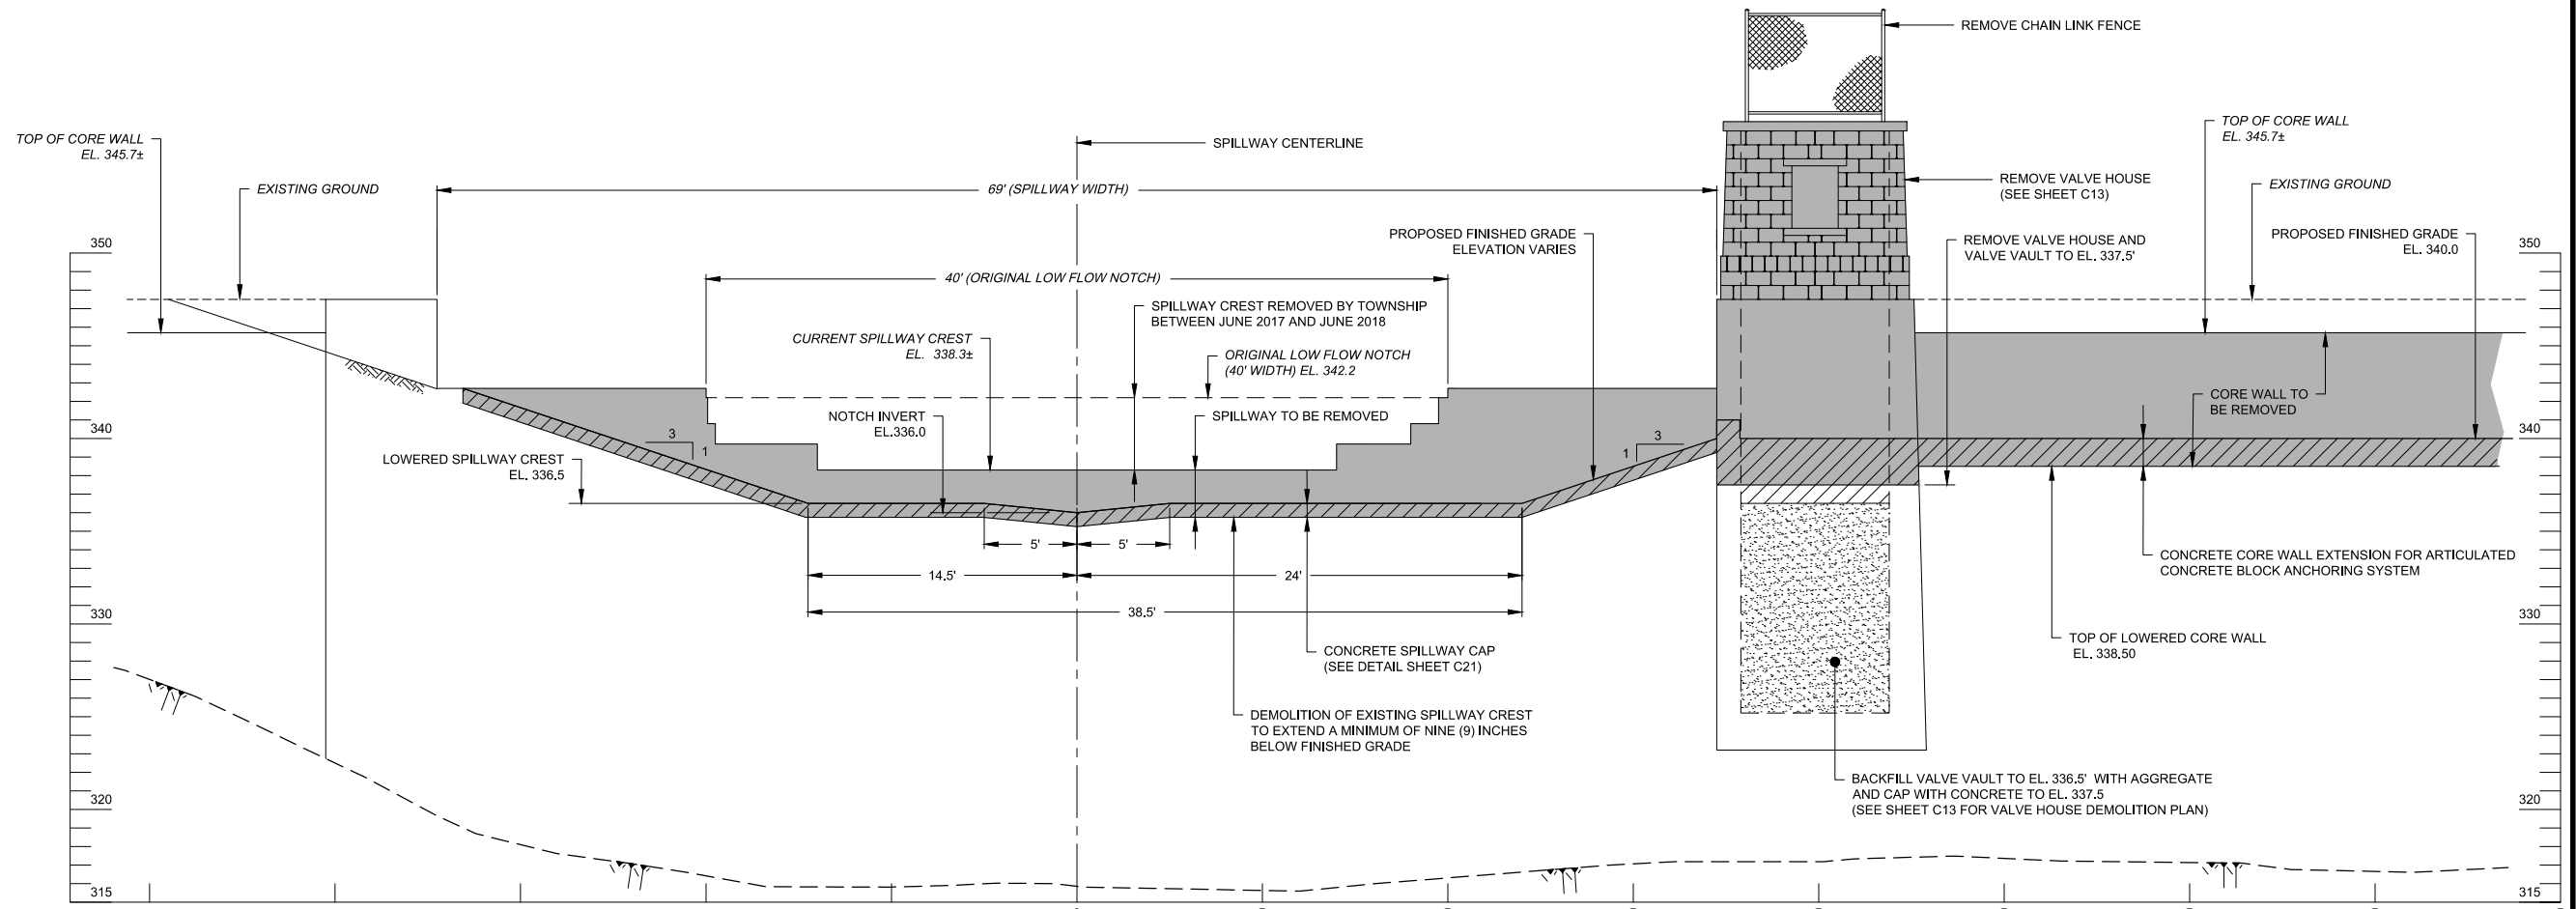 REMOVE CHAIN LINK FENCE
TOP OF CORE WALL
EL. 345.7±
SPILLWAY CENTERLINE
TOP OF CORE WALL
EL. 345.7±
EXISTING GROUND
69' (SPILLWAY WIDTH)
REMOVE VALVE HOUSE
(SEE SHEET C13)
EXISTING GROUND
PROPOSED FINISHED GRADE
ELEVATION VARIES
REMOVE VALVE HOUSE AND
VALVE VAULT TO EL. 337.5'
PROPOSED FINISHED GRADE
EL. 340.0
350
350
40' (ORIGINAL LOW FLOW NOTCH)
SPILLWAY CREST REMOVED BY TOWNSHIP
BETWEEN JUNE 2017 AND JUNE 2018
CURRENT SPILLWAY CREST
EL. 338.3±
ORIGINAL LOW FLOW NOTCH
(40' WIDTH) EL. 342.2
NOTCH INVERT
EL.336.0
SPILLWAY TO BE REMOVED
CORE WALL TO
BE REMOVED
340
340
3
1
3
1
LOWERED SPILLWAY CREST
EL. 336.5
5'
5'
14.5'
24'
38.5'
CONCRETE CORE WALL EXTENSION FOR ARTICULATED
CONCRETE BLOCK ANCHORING SYSTEM
330
330
CONCRETE SPILLWAY CAP
(SEE DETAIL SHEET C21)
TOP OF LOWERED CORE WALL
EL. 338.50
DEMOLITION OF EXISTING SPILLWAY CREST
TO EXTEND A MINIMUM OF NINE (9) INCHES
BELOW FINISHED GRADE
BACKFILL VALVE VAULT TO EL. 336.5' WITH AGGREGATE
AND CAP WITH CONCRETE TO EL. 337.5
(SEE SHEET C13 FOR VALVE HOUSE DEMOLITION PLAN)
320
320
315
315